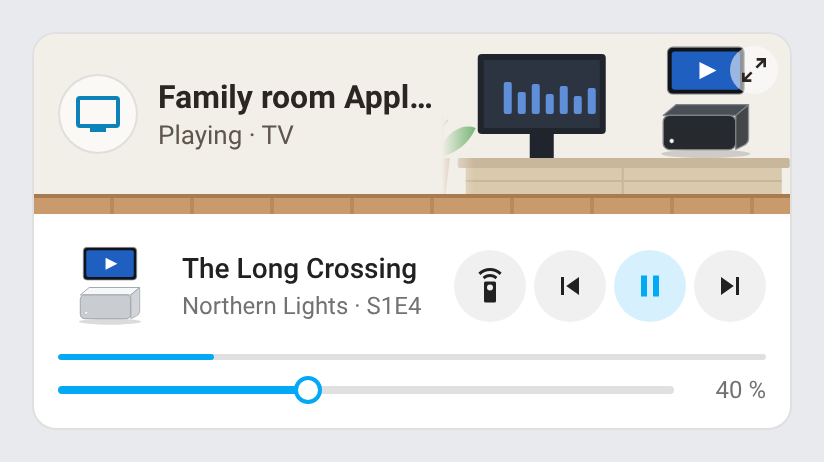 Family room Appl…
Playing · TV
The Long Crossing
Northern Lights · S1E4
40 %